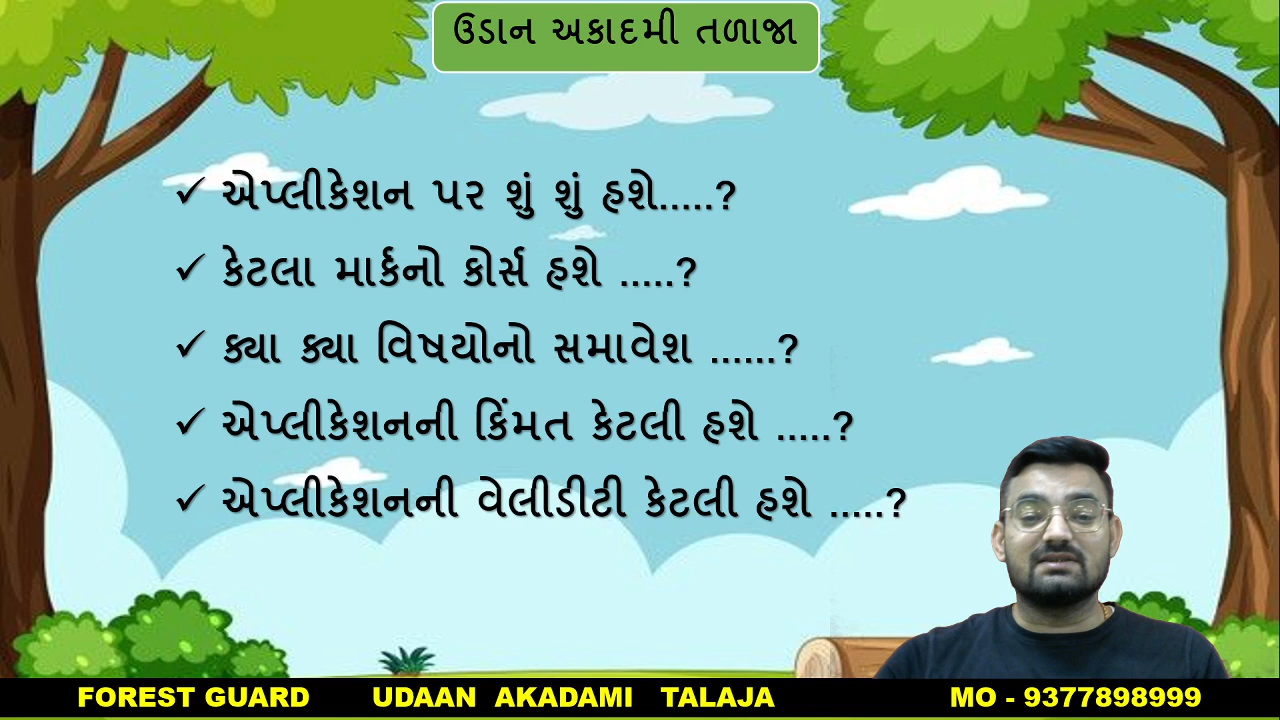 ઉડાન અકાદમી તળાજા
✓ એપ્લીકેશન પર શું શું હશે.....?
✓ કેટલા માર્કનો કોર્સ હશે .....?
✓ ક્યા ક્યા વિષયોનો સમાવેશ ......?
✓ એપ્લીકેશનની કિંમત કેટલી હશે .....?
✓ એપ્લીકેશનની વેલીડીટી કેટલી હશે .....?
FOREST GUARD UDAAN AKADAMI TALAJA MO - 9377898999